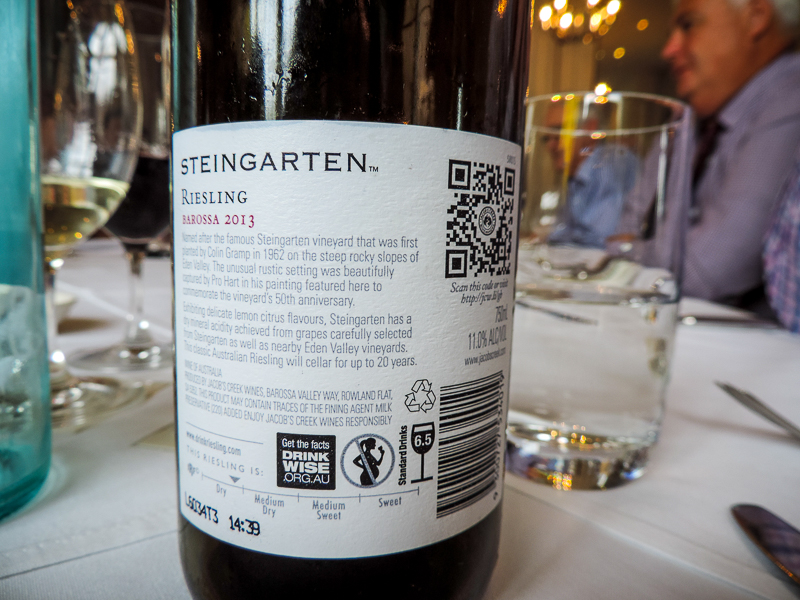 STEINGARTEN™
RIESLING
BAROSSA 2013
Named after the famous Steingarten vineyard that was first
planted by Colin Gramp in 1962 on the steep rocky slopes of
Eden Valley. The unusual rustic setting was beautifully
captured by Pro Hart in his painting featured here to
commemorate the vineyard's 50th anniversary.
Exhibiting delicate lemon citrus flavours, Steingarten has a
dry mineral acidity achieved from grapes carefully selected
from Steingarten as well as nearby Eden Valley vineyards.
This classic Australian Riesling will cellar for up to 20 years.
WINE OF AUSTRALIA
PRODUCED BY JACOB'S CREEK WINES, BAROSSA VALLEY WAY, ROWLAND FLAT,
THIS PRODUCT MAY CONTAIN TRACES OF THE FINING AGENT MILK
PRESERVATIVE (220) ADDED ENJOY JACOB'S CREEK WINES RESPONSIBLY
Scan this code or visit
750ml
11.0% ALC/VOL
www.jacobscreek.com
www.drinkriesling.com
THIS RIESLING IS:
Dry
Medium
Dry
Medium
Sweet
Sweet
Get the facts
DRINK
WISE
.ORG.AU
Standard Drinks
6.5
L6034T3 14:39